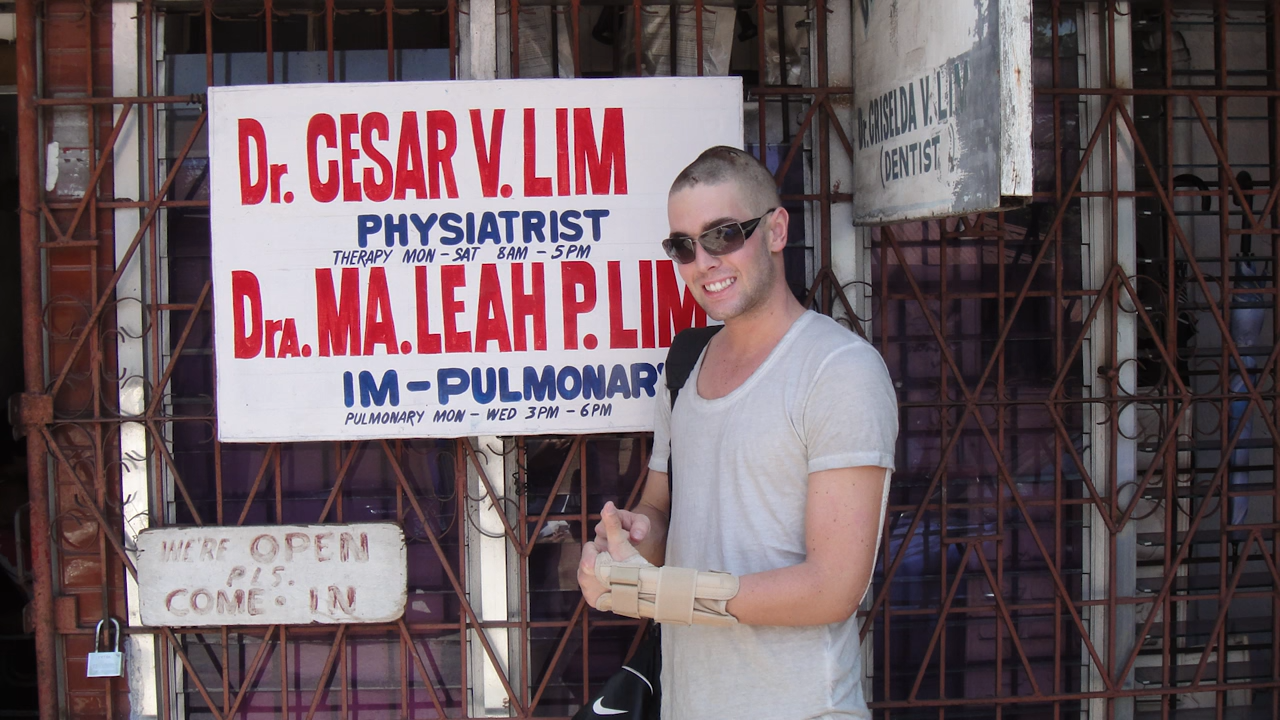 Dr. CESAR V. LIM
PHYSIATRIST
THERAPY MON - SAT 8AM - 5PM
DRA. MA. LEAH P. LIM
IM - PULMONARY
PULMONARY MON - WED 3PM - 6PM
Dr. GRISELDA V. LIM
(DENTIST)
WE'RE OPEN
PLS.
COME IN